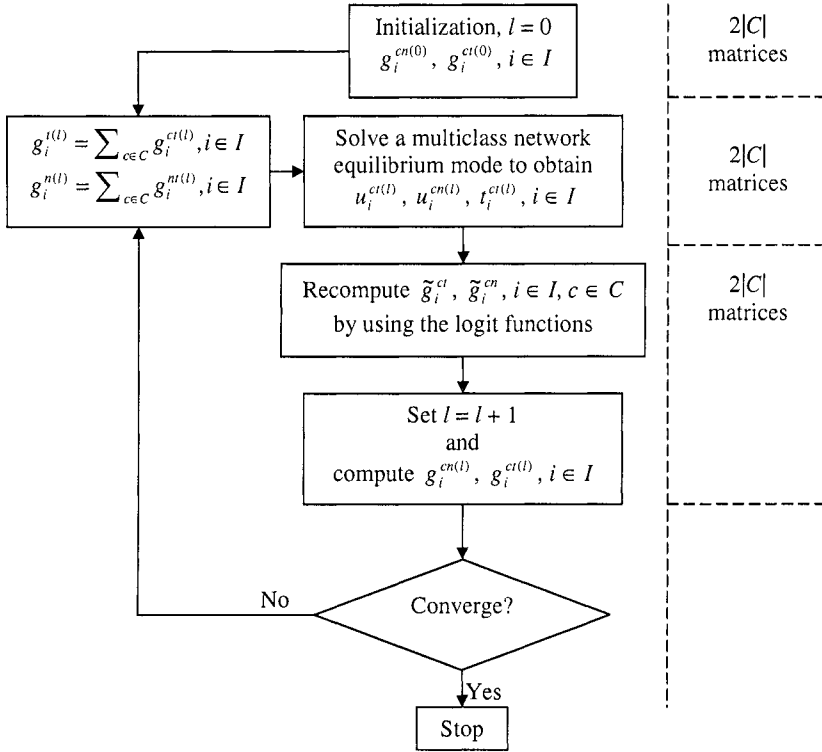 Initialization, l = 0
g_i^{cn(0)}, g_i^{ct(0)}, i ∈ I
2|C|
matrices
g_i^{t(l)} = ∑_{c∈C} g_i^{ct(l)}, i ∈ I
g_i^{n(l)} = ∑_{c∈C} g_i^{nt(l)}, i ∈ I
Solve a multiclass network
equilibrium mode to obtain
u_i^{ct(l)}, u_i^{cn(l)}, t_i^{ct(l)}, i ∈ I
2|C|
matrices
Recompute g̃_i^{ct}, g̃_i^{cn}, i ∈ I, c ∈ C
by using the logit functions
2|C|
matrices
Set l = l + 1
and
compute g_i^{cn(l)}, g_i^{ct(l)}, i ∈ I
Converge?
No
Yes
Stop